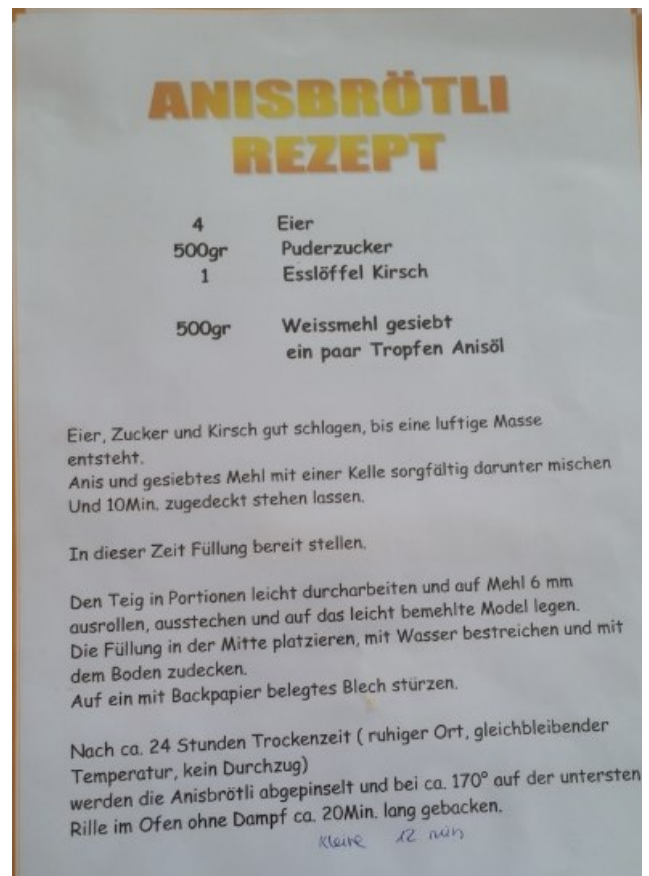 ANISBRÖTLI
REZEPT
4 Eier
500gr Puderzucker
1 Esslöffel Kirsch
500gr Weissmehl gesiebt
ein paar Tropfen Anisöl
Eier, Zucker und Kirsch gut schlagen, bis eine luftige Masse
entsteht.
Anis und gesiebtes Mehl mit einer Kelle sorgfältig darunter mischen
Und 10Min. zugedeckt stehen lassen.
In dieser Zeit Füllung bereit stellen.
Den Teig in Portionen leicht durcharbeiten und auf Mehl 6 mm
ausrollen, ausstechen und auf das leicht bemehlte Model legen.
Die Füllung in der Mitte platzieren, mit Wasser bestreichen und mit
dem Boden zudecken.
Auf ein mit Backpapier belegtes Blech stürzen.
Nach ca. 24 Stunden Trockenzeit ( ruhiger Ort, gleichbleibender
Temperatur, kein Durchzug)
werden die Anisbrötli abgepinselt und bei ca. 170° auf der untersten
Rille im Ofen ohne Dampf ca. 20Min. lang gebacken.
Kleine 12 min